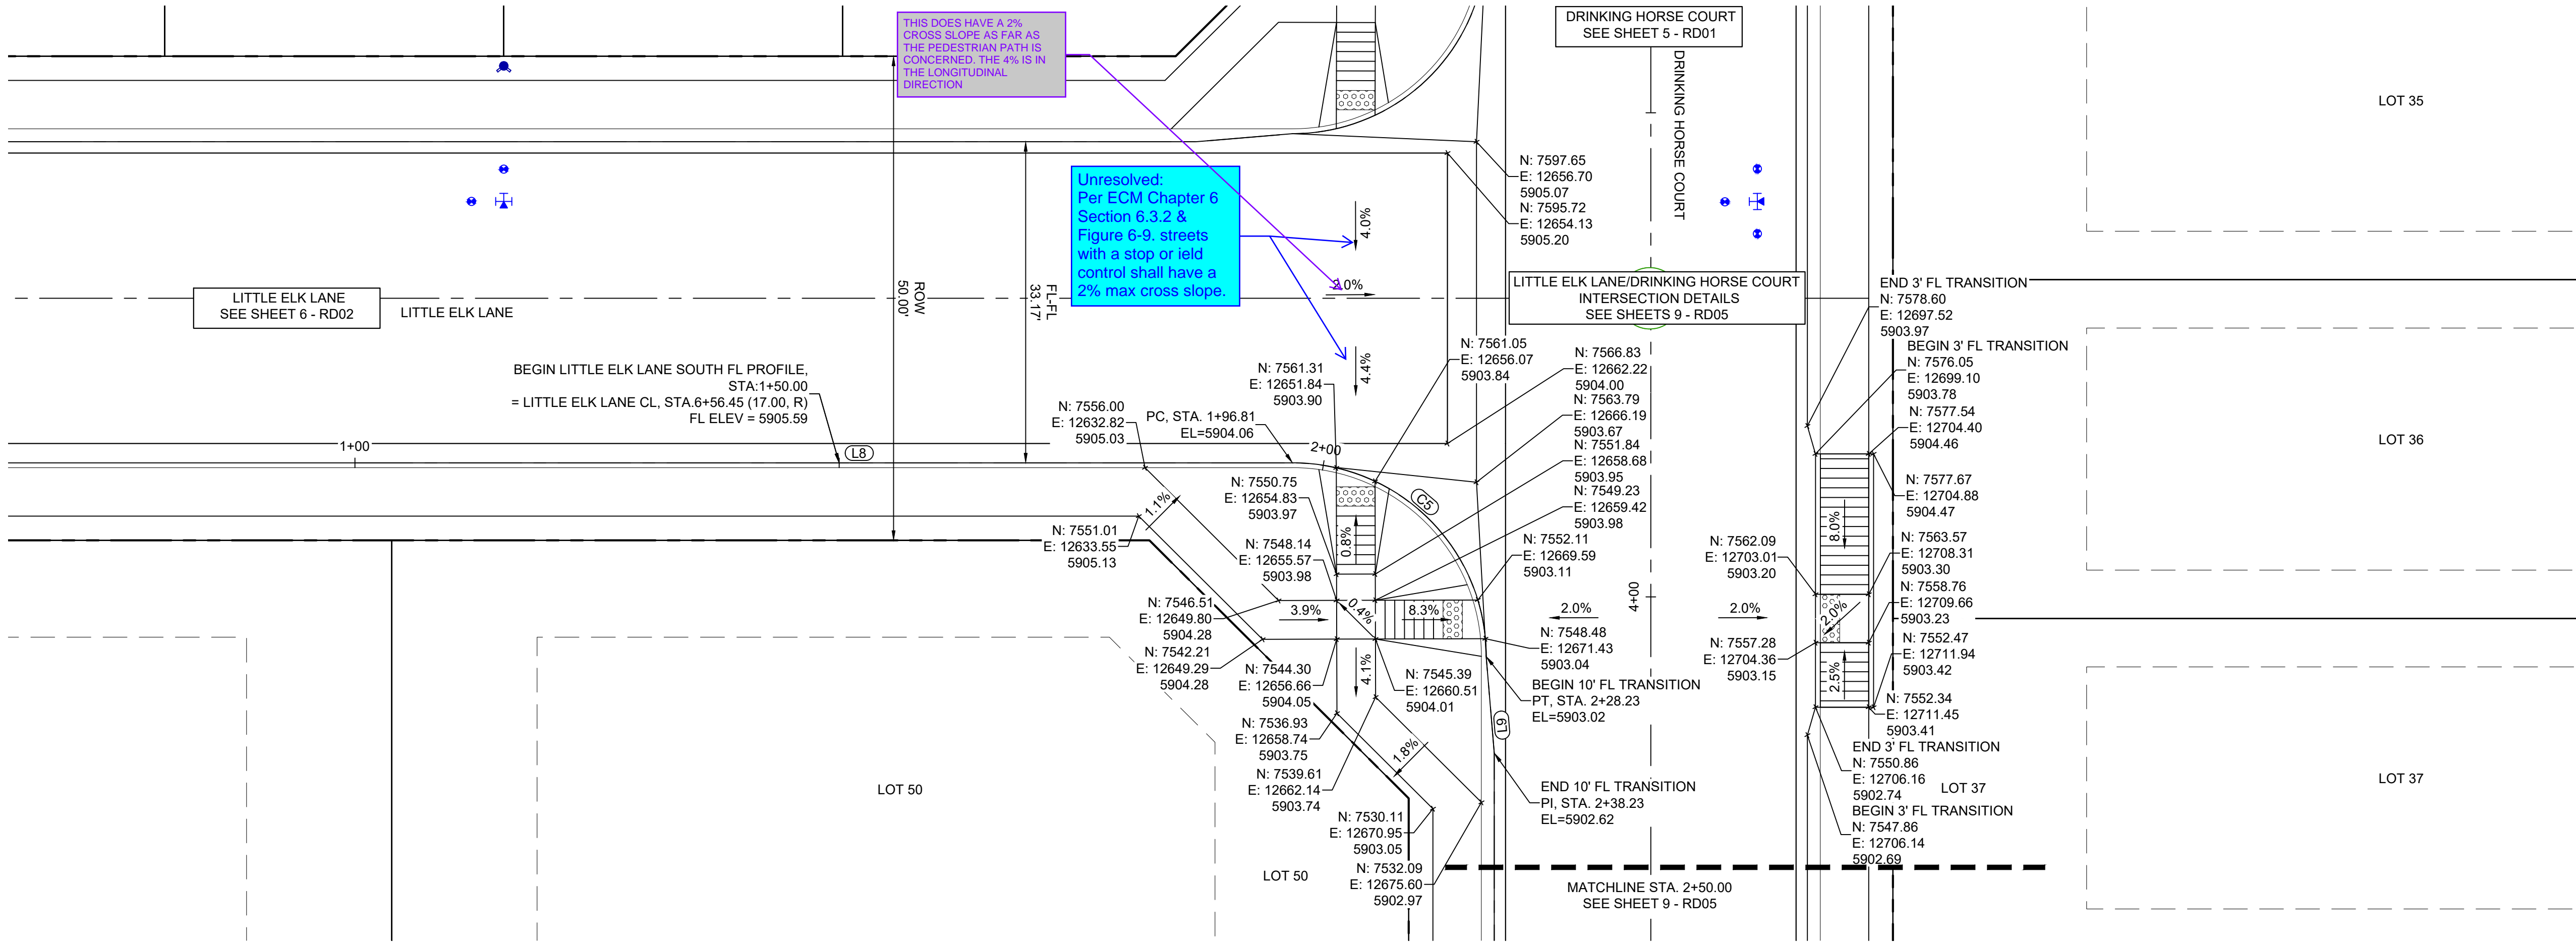 THIS DOES HAVE A 2%
CROSS SLOPE AS FAR AS
THE PEDESTRIAN PATH IS
CONCERNED. THE 4% IS IN
THE LONGITUDINAL
DIRECTION
DRINKING HORSE COURT
SEE SHEET 5 - RD01
DRINKING HORSE COURT
LOT 35
Unresolved:
Per ECM Chapter 6
Section 6.3.2 &
Figure 6-9. streets
with a stop or ield
control shall have a
2% max cross slope.
4.0%
2.0%
4.4%
N: 7597.65
E: 12656.70
5905.07
N: 7595.72
E: 12654.13
5905.20
LITTLE ELK LANE
SEE SHEET 6 - RD02
LITTLE ELK LANE
ROW
50.00'
FL-FL
33.17'
LITTLE ELK LANE/DRINKING HORSE COURT
INTERSECTION DETAILS
SEE SHEETS 9 - RD05
END 3' FL TRANSITION
N: 7578.60
E: 12697.52
5903.97
BEGIN 3' FL TRANSITION
N: 7576.05
E: 12699.10
5903.78
N: 7577.54
E: 12704.40
5904.46
N: 7577.67
E: 12704.88
5904.47
BEGIN LITTLE ELK LANE SOUTH FL PROFILE,
STA:1+50.00
= LITTLE ELK LANE CL, STA.6+56.45 (17.00, R)
FL ELEV = 5905.59
1+00
L8
2+00
N: 7556.00
E: 12632.82
5905.03
PC, STA. 1+96.81
EL=5904.06
N: 7561.31
E: 12651.84
5903.90
N: 7561.05
E: 12656.07
5903.84
N: 7566.83
E: 12662.22
5904.00
N: 7563.79
E: 12666.19
5903.67
N: 7551.84
E: 12658.68
5903.95
N: 7549.23
E: 12659.42
5903.98
N: 7552.11
E: 12669.59
5903.11
LOT 36
C5
1.1%
N: 7551.01
E: 12633.55
5905.13
N: 7550.75
E: 12654.83
5903.97
N: 7548.14
E: 12655.57
5903.98
0.8%
N: 7546.51
E: 12649.80
5904.28
N: 7542.21
E: 12649.29
5904.28
3.9%
0.4%
8.3%
4.1%
2.0%
4+00
2.0%
N: 7562.09
E: 12703.01
5903.20
N: 7557.28
E: 12704.36
5903.15
8.0%
2.0%
2.5%
N: 7563.57
E: 12708.31
5903.30
N: 7558.76
E: 12709.66
5903.23
N: 7552.47
E: 12711.94
5903.42
N: 7552.34
E: 12711.45
5903.41
END 3' FL TRANSITION
N: 7550.86
E: 12706.16
5902.74
BEGIN 3' FL TRANSITION
N: 7547.86
E: 12706.14
5902.69
LOT 37
LOT 37
N: 7544.30
E: 12656.66
5904.05
N: 7545.39
E: 12660.51
5904.01
N: 7548.48
E: 12671.43
5903.04
BEGIN 10' FL TRANSITION
PT, STA. 2+28.23
EL=5903.02
N: 7536.93
E: 12658.74
5903.75
N: 7539.61
E: 12662.14
5903.74
1.8%
L9
END 10' FL TRANSITION
PI, STA. 2+38.23
EL=5902.62
N: 7530.11
E: 12670.95
5903.05
N: 7532.09
E: 12675.60
5902.97
LOT 50
LOT 50
MATCHLINE STA. 2+50.00
SEE SHEET 9 - RD05